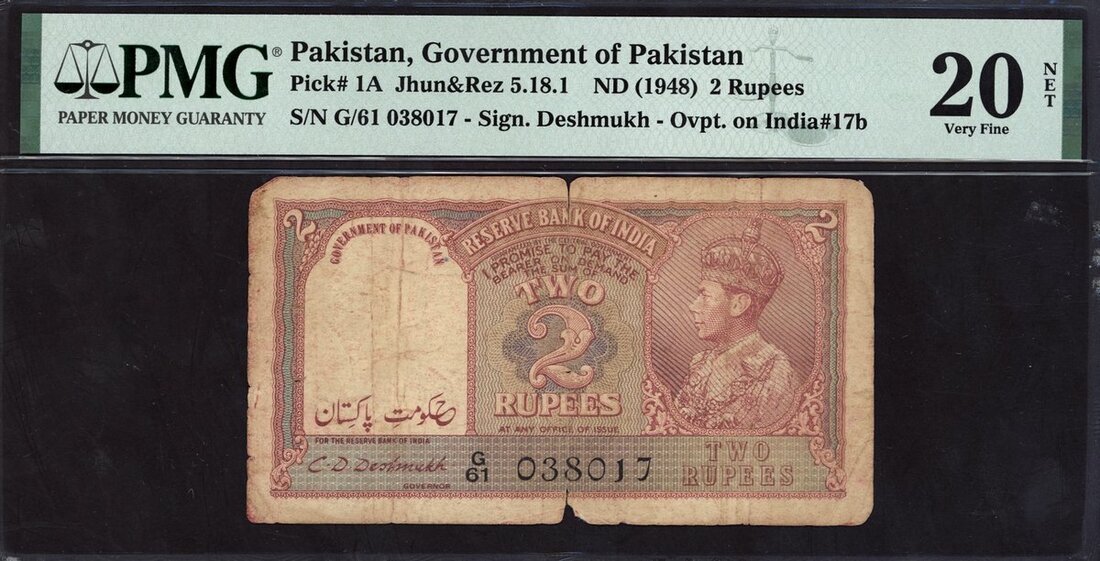 PMG®
PAPER MONEY GUARANTY
Pakistan, Government of Pakistan
Pick# 1A Jhun&Rez 5.18.1 ND (1948) 2 Rupees
S/N G/61 038017 - Sign. Deshmukh - Ovpt. on India#17b
20
NET
Very Fine
2
2
GOVERNMENT OF PAKISTAN
RESERVE BANK OF INDIA
I PROMISE TO PAY THE
BEARER ON DEMAND
THE SUM OF
TWO
2
RUPEES
AT ANY OFFICE OF ISSUE
حکومتِ پاکستان
FOR THE RESERVE BANK OF INDIA
C D Deshmukh
GOVERNOR
G
61 038017
TWO
RUPEES